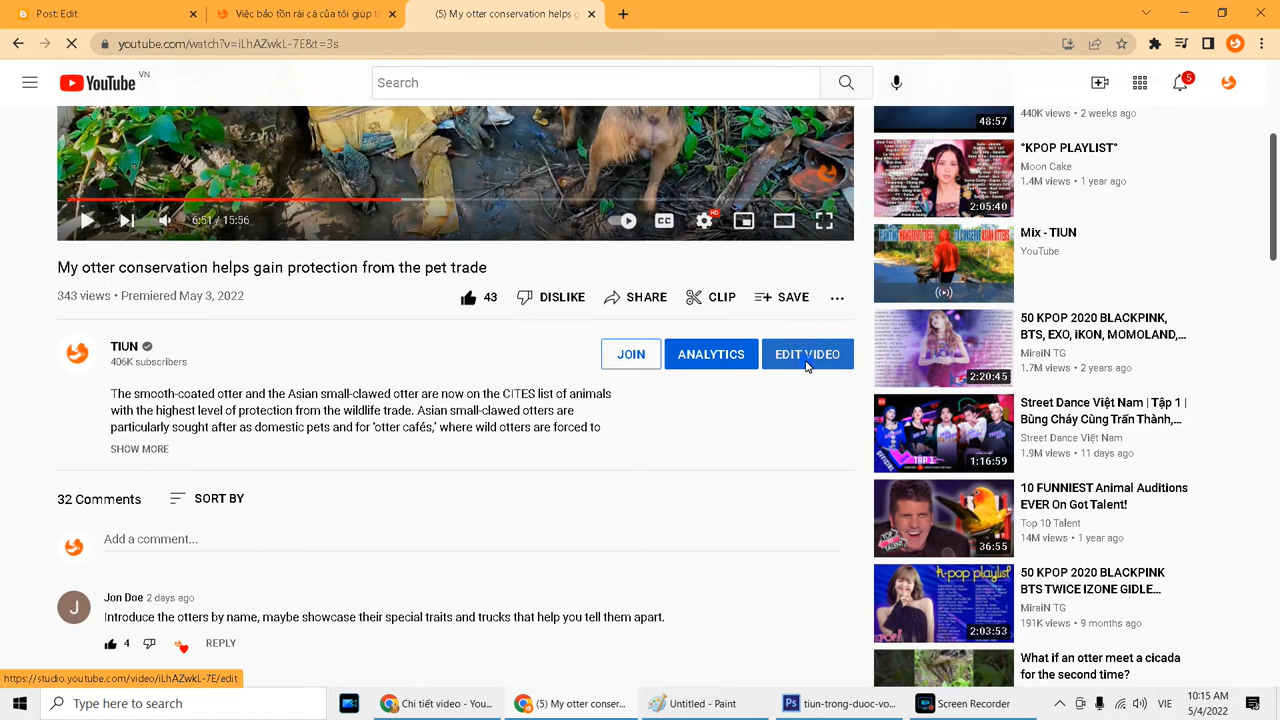 Post: Edit
Việc bảo tồn rái cá của tôi giúp
(5) My otter conservation helps g
youtube.com/watch?v=iLhAZwkL-7E&t=3s
YouTube VN
Search
5
15:56
CC
HD
My otter conservation helps gain protection from the pet trade
343 views • Premiered May 3, 2022
43
DISLIKE
SHARE
CLIP
SAVE
TIUN
JOIN
ANALYTICS
EDIT VIDEO
The smooth-coated otter and
small-clawed otter are now on the CITES list of animals
with the highest level of protection from the wildlife trade. Asian small-clawed otters are
particularly sought after as domestic pets and for 'otter cafés,' where wild otters are forced to
SHOW MORE
32 Comments
SORT BY
Add a comment...
J
Jon Doe 2 days ago
the otters by name and showcase their
traits and
that help you tell them apart.
REPLY
48:57
440K views • 2 weeks ago
2:05:40
°KPOP PLAYLIST°
Moon Cake
1.4M views • 1 year ago
Mix - TIUN
YouTube
2:20:45
50 KPOP 2020 BLACKPINK,
BTS, EXO, IKON, MOMOLAND,...
MiraiN TG
1.7M views • 2 years ago
1:16:59
Street Dance Việt Nam | Tập 1 |
Bùng Cháy Cùng Trấn Thành,...
Street Dance Việt Nam
1.9M views • 11 days ago
36:55
10 FUNNIEST Animal Auditions
EVER On Got Talent!
Top 10 Talent
14M views • 1 year ago
k-pop playlist
2:03:53
50 KPOP 2020 BLACKPINK
BTS TWICE IZONE GIDLE...
MiraiN TG
191K views • 9 months ago
What if an otter meet a cicada
for the second time?
https://studio.youtube.com/video/iLhAZwkL-7E/edit
Type here to search
Chi tiết video - You...
(5) My otter conser...
Untitled - Paint
tiun-trong-duoc-vo...
Screen Recorder
VIE
10:15 AM
5/4/2022